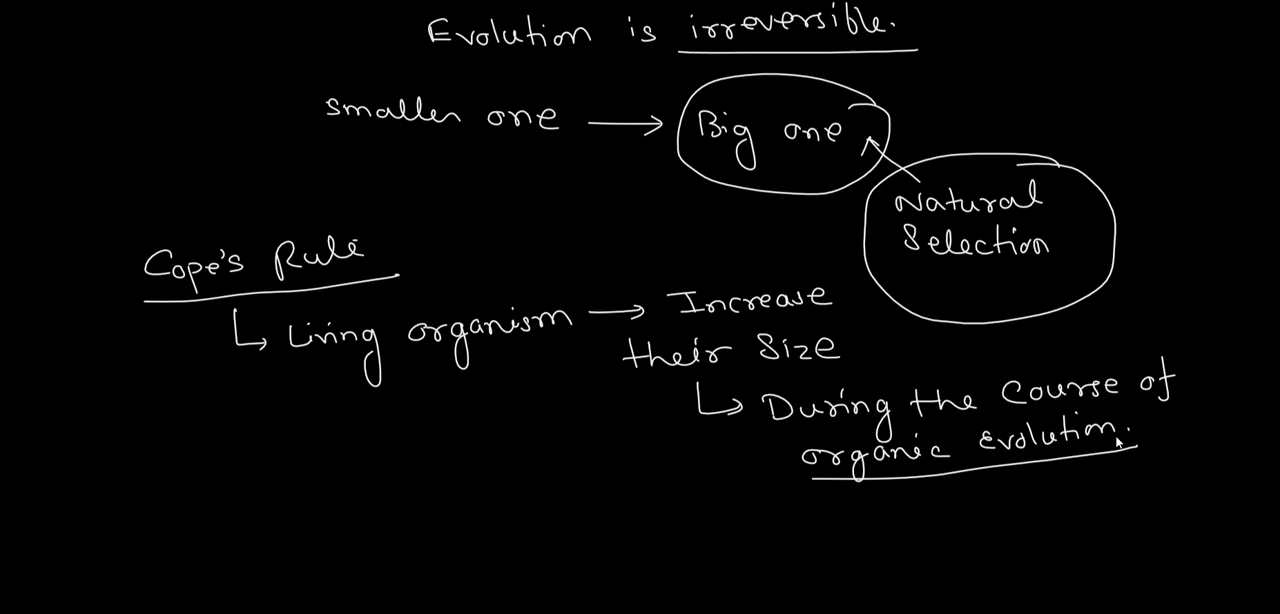 Evolution is irreversible.
Smaller one → Big one
Natural
Selection
Cope's Rule
↳ Living organism → Increase
their size
↳ During the course of
organic evolution.